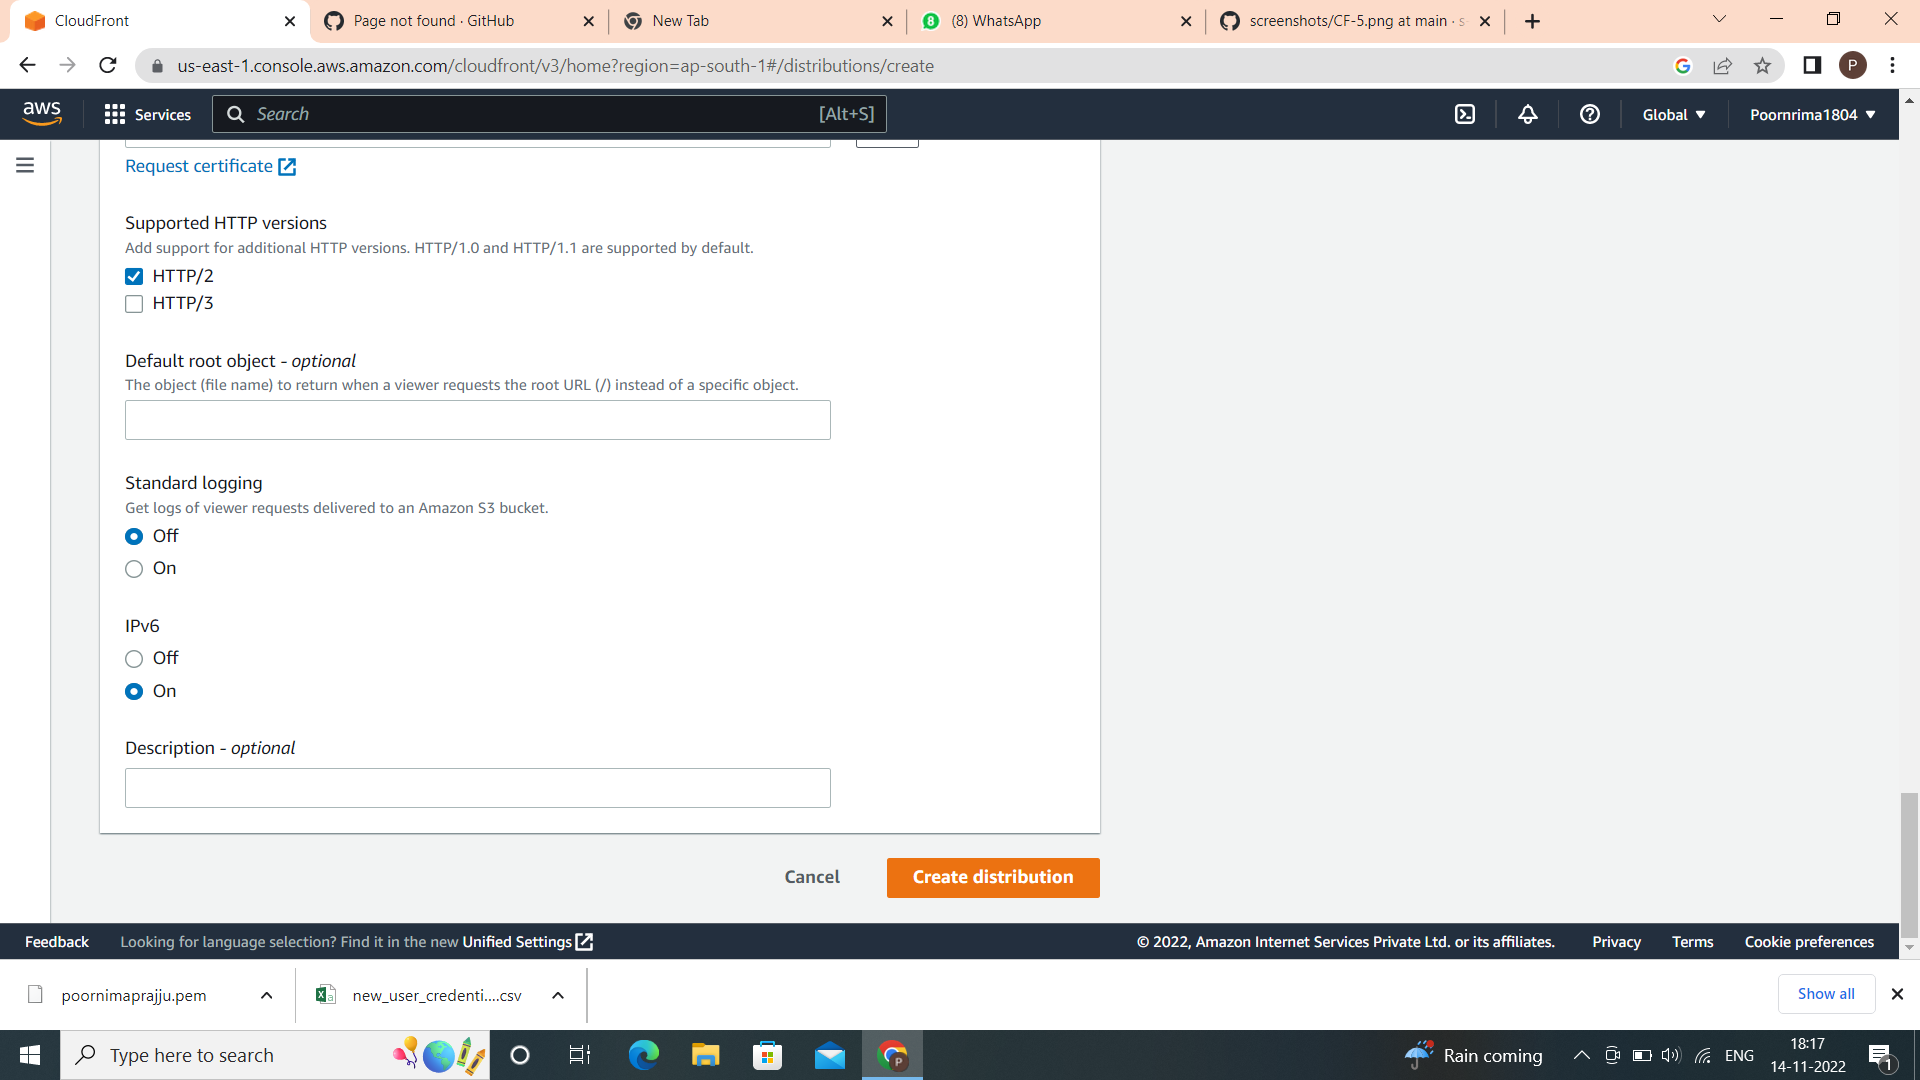 CloudFront
Page not found · GitHub
New Tab
(8) WhatsApp
screenshots/CF-5.png at main · s
us-east-1.console.aws.amazon.com/cloudfront/v3/home?region=ap-south-1#/distributions/create
P
aws
Services
Search
[Alt+S]
Global
Poornrima1804
Request certificate
Supported HTTP versions
Add support for additional HTTP versions. HTTP/1.0 and HTTP/1.1 are supported by default.
HTTP/2
HTTP/3
Default root object - optional
The object (file name) to return when a viewer requests the root URL (/) instead of a specific object.
Standard logging
Get logs of viewer requests delivered to an Amazon S3 bucket.
Off
On
IPv6
Off
On
Description - optional
Cancel
Create distribution
Feedback
Looking for language selection? Find it in the new Unified Settings
© 2022, Amazon Internet Services Private Ltd. or its affiliates.
Privacy
Terms
Cookie preferences
poornimaprajju.pem
new_user_credenti....csv
Show all
Type here to search
Rain coming
ENG
18:17
14-11-2022
1